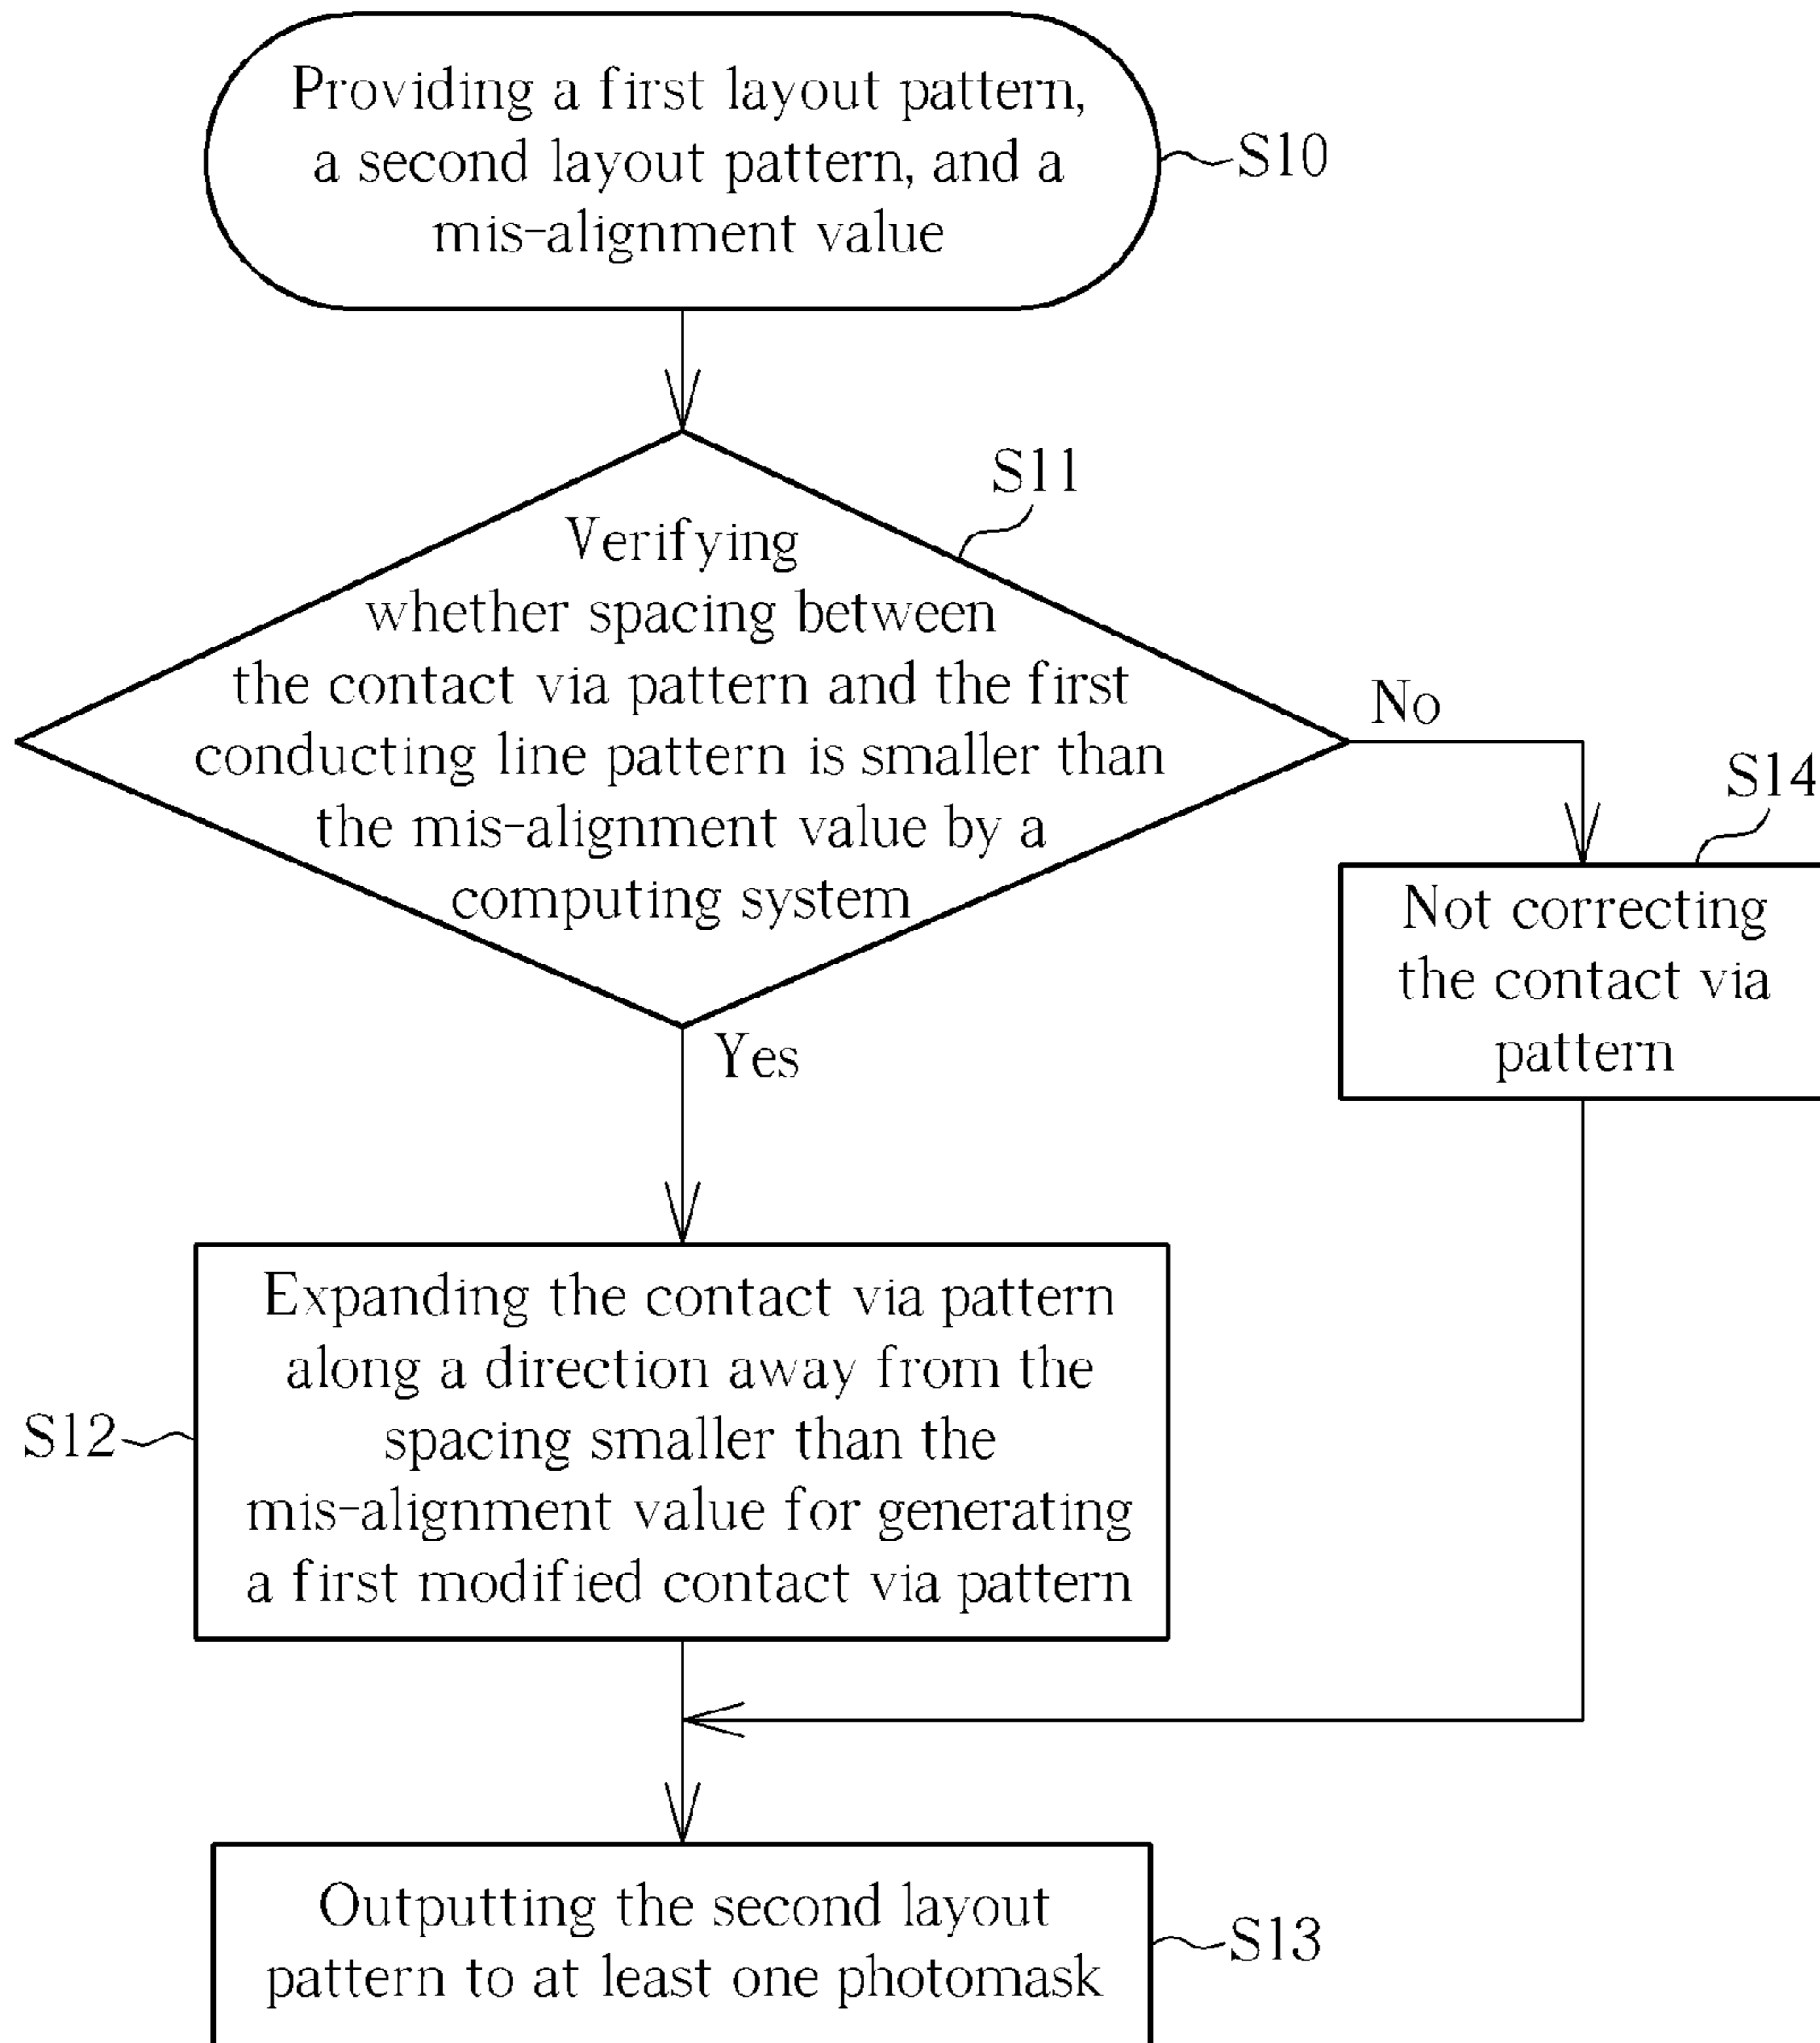 Providing a first layout pattern,
a second layout pattern, and a
mis-alignment value
S10
S11
Verifying
whether spacing between
the contact via pattern and the first
conducting line pattern is smaller than
the mis-alignment value by a
computing system
No
S14
Not correcting
the contact via
pattern
Yes
Expanding the contact via pattern
along a direction away from the
spacing smaller than the
mis-alignment value for generating
a first modified contact via pattern
S12
Outputting the second layout
pattern to at least one photomask
S13